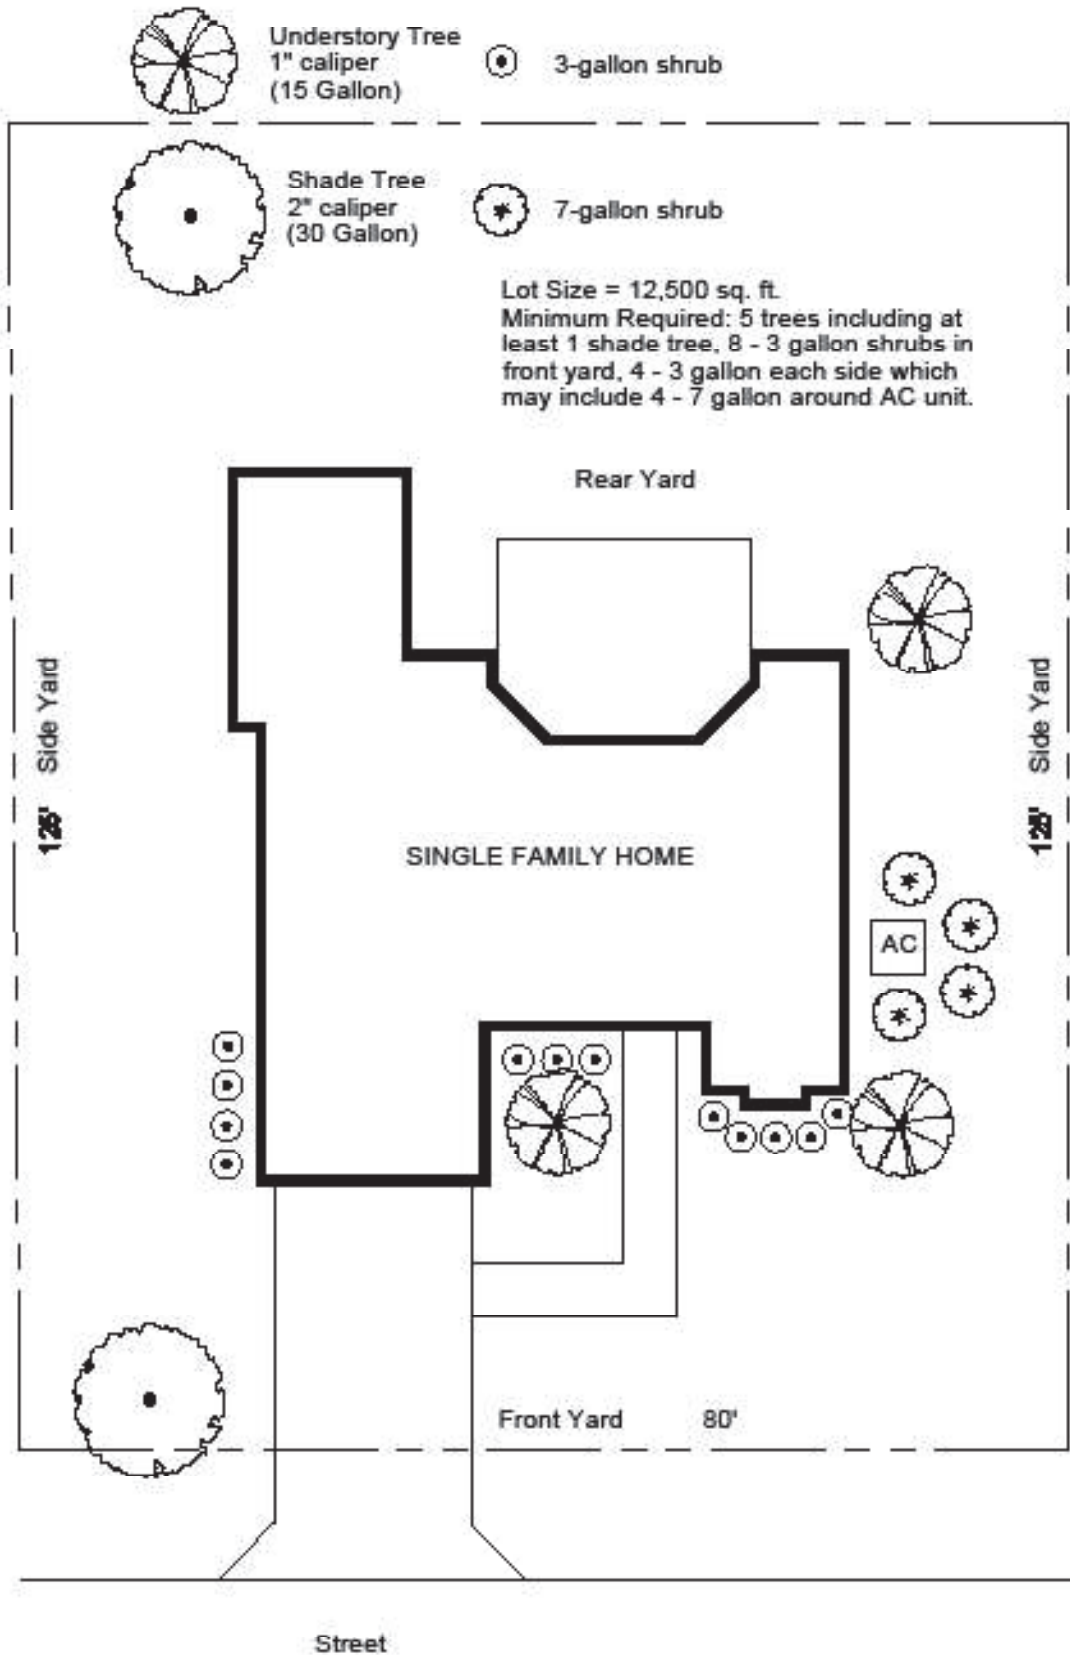 Understory Tree
1" caliper
(15 Gallon)
3-gallon shrub
Shade Tree
2" caliper
(30 Gallon)
7-gallon shrub
Lot Size = 12,500 sq. ft.
Minimum Required: 5 trees including at
least 1 shade tree, 8 - 3 gallon shrubs in
front yard, 4 - 3 gallon each side which
may include 4 - 7 gallon around AC unit.
Rear Yard
Side Yard
125'
Side Yard
125'
SINGLE FAMILY HOME
AC
Front Yard
80'
Street